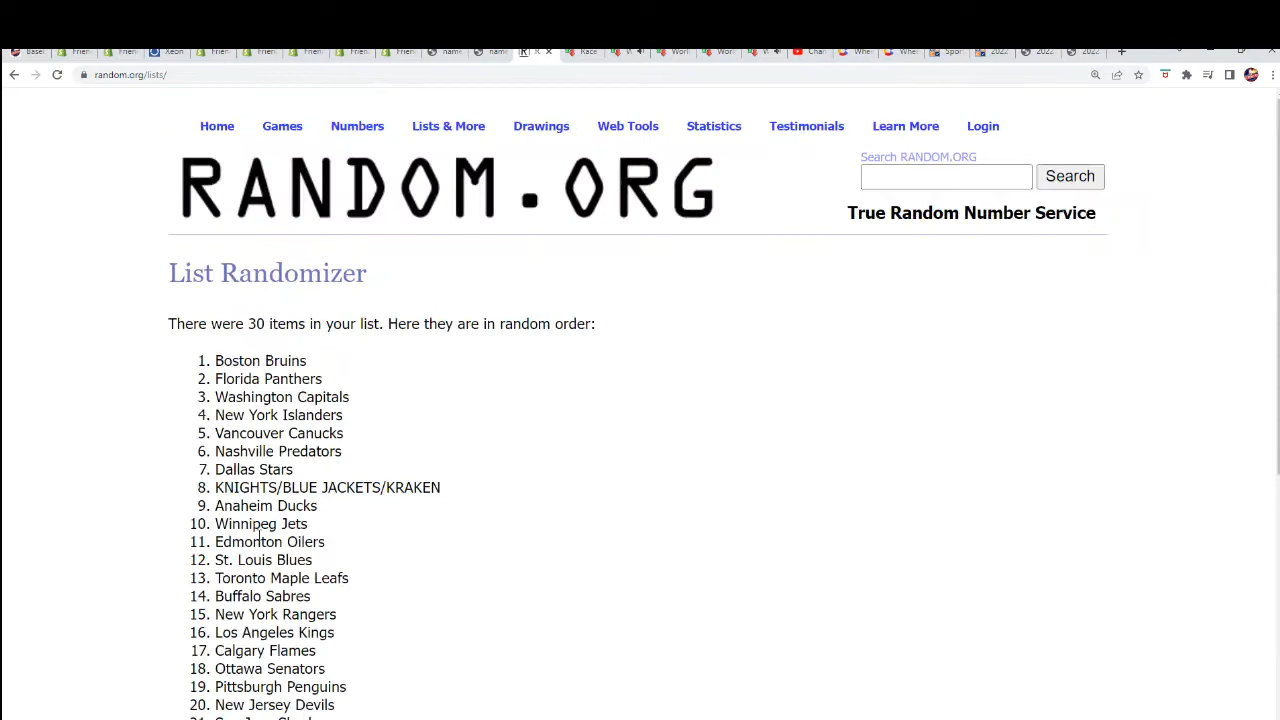 random.org/lists/
Home Games Numbers Lists & More Drawings Web Tools Statistics Testimonials Learn More Login
RANDOM.ORG
Search RANDOM.ORG
Search
True Random Number Service
List Randomizer
There were 30 items in your list. Here they are in random order:
1. Boston Bruins
2. Florida Panthers
3. Washington Capitals
4. New York Islanders
5. Vancouver Canucks
6. Nashville Predators
7. Dallas Stars
8. KNIGHTS/BLUE JACKETS/KRAKEN
9. Anaheim Ducks
10. Winnipeg Jets
11. Edmonton Oilers
12. St. Louis Blues
13. Toronto Maple Leafs
14. Buffalo Sabres
15. New York Rangers
16. Los Angeles Kings
17. Calgary Flames
18. Ottawa Senators
19. Pittsburgh Penguins
20. New Jersey Devils